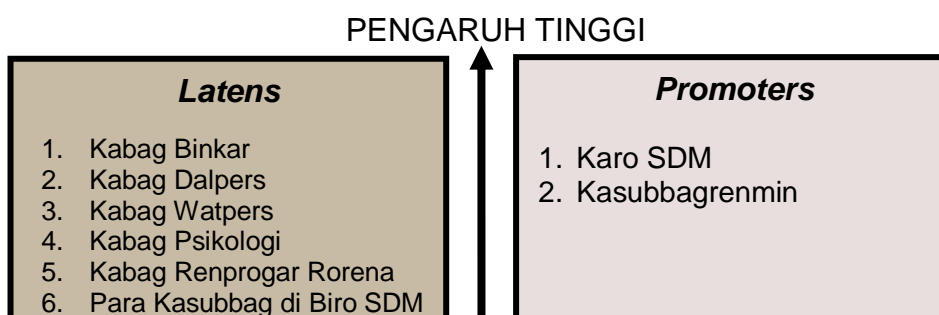 PENGARUH TINGGI
Latens
1. Kabag Binkar
2. Kabag Dalpers
3. Kabag Watpers
4. Kabag Psikologi
5. Kabag Renprogar Rorena
6. Para Kasubbag di Biro SDM
Promoters
1. Karo SDM
2. Kasubbagrenmin